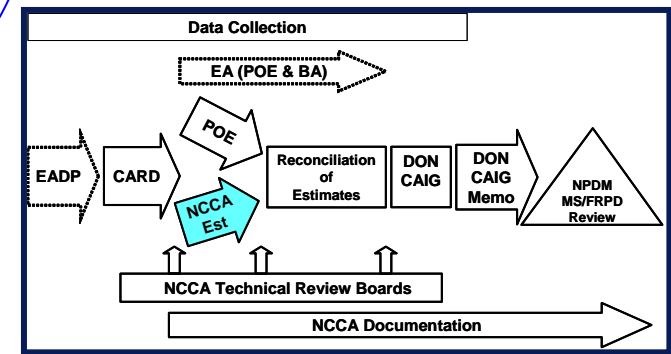 Data Collection
EA (POE & BA)
POE
EADP
CARD
NCCA
Est
Reconciliation
of
Estimates
DON
CAIG
DON
CAIG
Memo
NPDM
MS/FRPD
Review
NCCA Technical Review Boards
NCCA Documentation